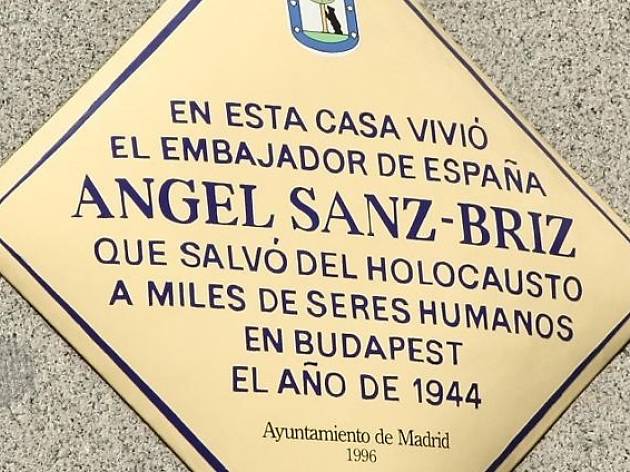 EN ESTA CASA VIVIÓ
EL EMBAJADOR DE ESPAÑA
ANGEL SANZ-BRIZ
QUE SALVÓ DEL HOLOCAUSTO
A MILES DE SERES HUMANOS
EN BUDAPEST
EL AÑO DE 1944
Ayuntamiento de Madrid
1996